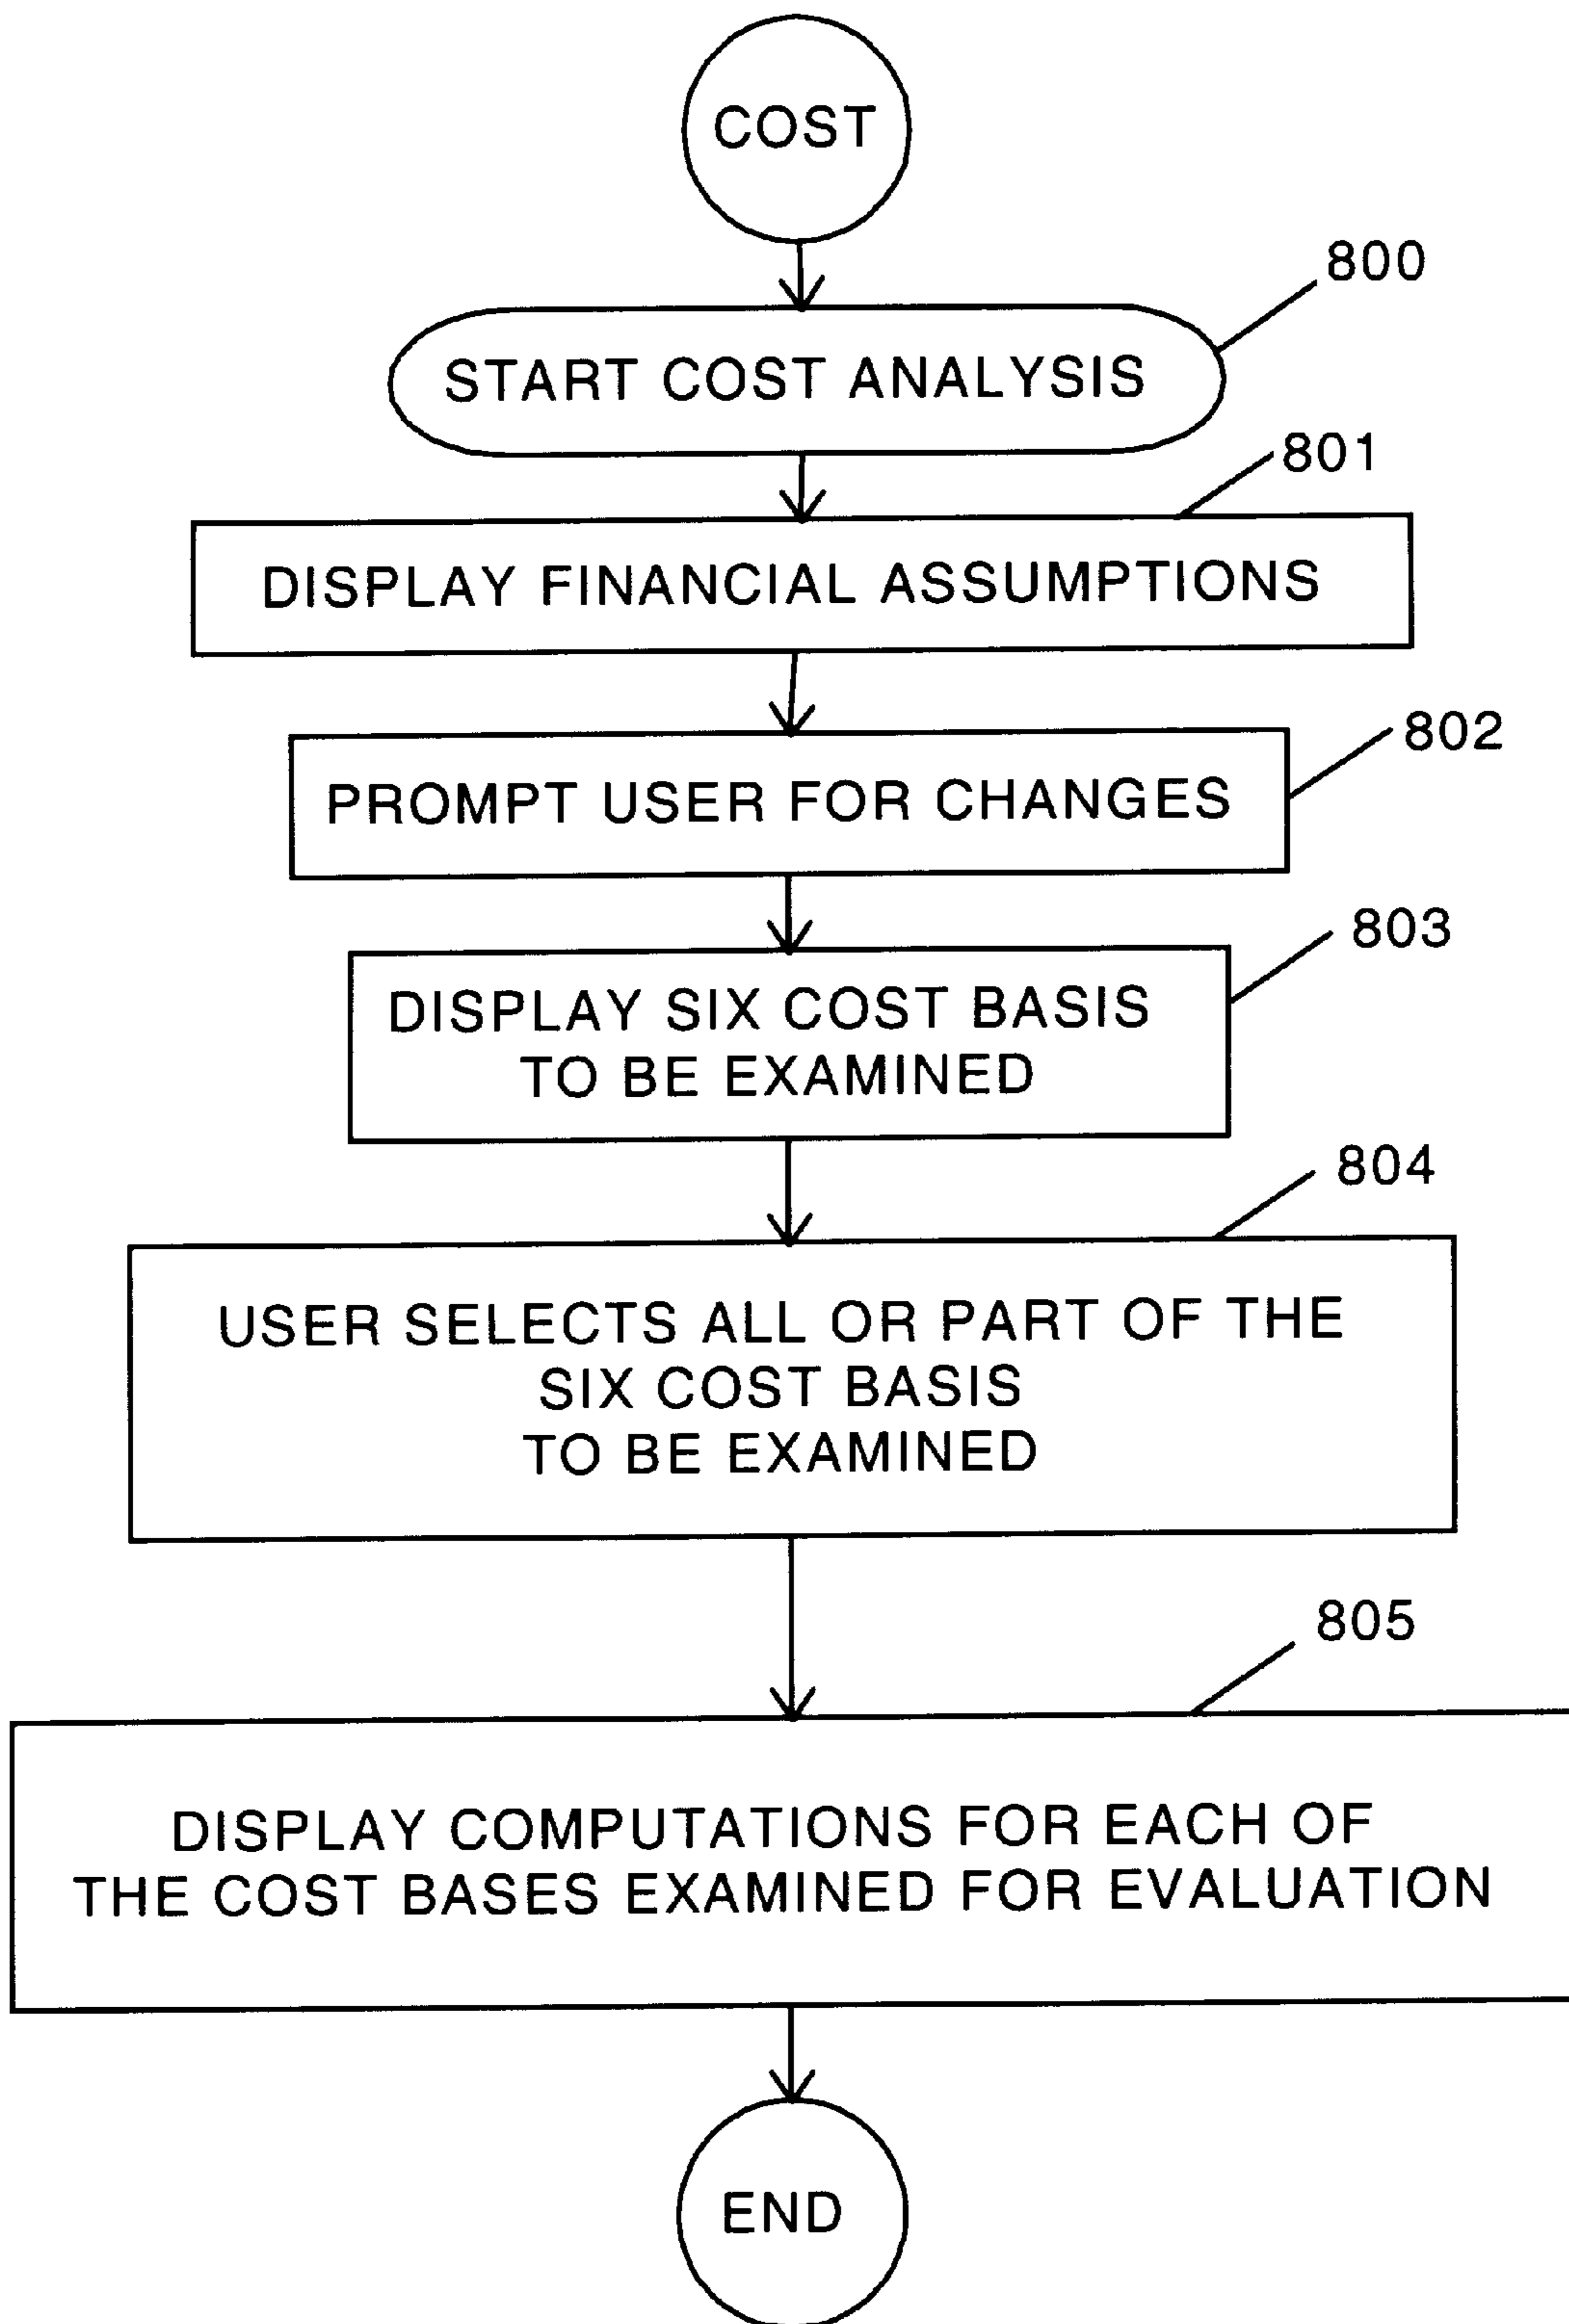 COST
800
START COST ANALYSIS
801
DISPLAY FINANCIAL ASSUMPTIONS
802
PROMPT USER FOR CHANGES
803
DISPLAY SIX COST BASIS
TO BE EXAMINED
804
USER SELECTS ALL OR PART OF THE
SIX COST BASIS
TO BE EXAMINED
805
DISPLAY COMPUTATIONS FOR EACH OF
THE COST BASES EXAMINED FOR EVALUATION
END